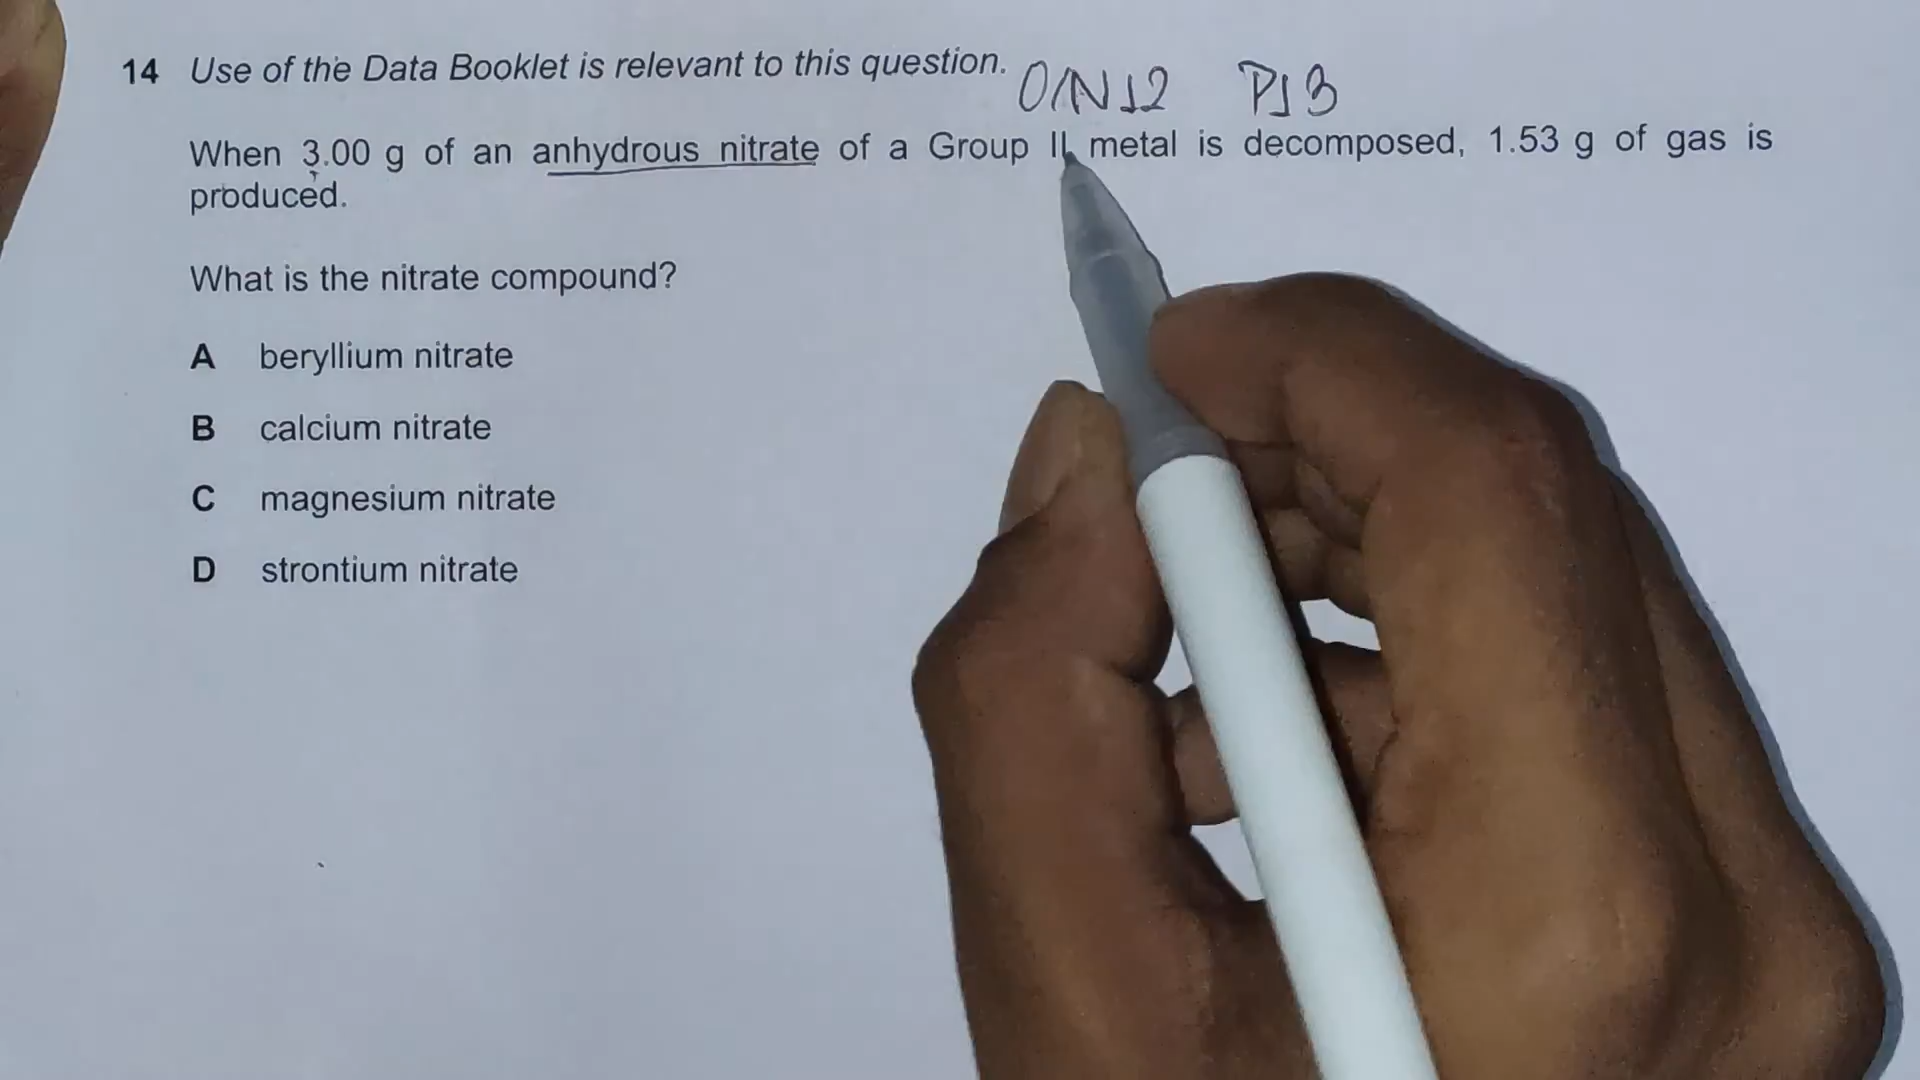 14 Use of the Data Booklet is relevant to this question.
O/N12 P13
When 3.00 g of an anhydrous nitrate of a Group II metal is decomposed, 1.53 g of gas is
produced.
What is the nitrate compound?
A beryllium nitrate
B calcium nitrate
C magnesium nitrate
D strontium nitrate